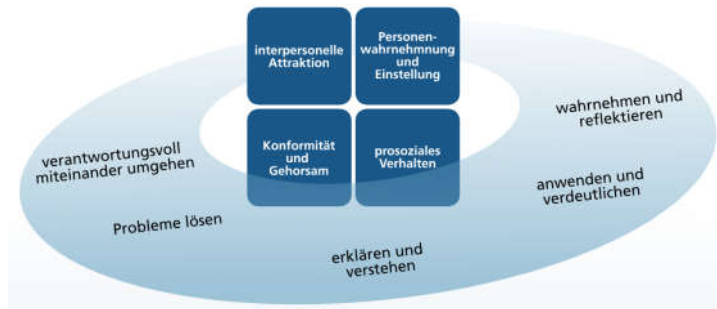 interpersonelle
Attraktion
Personen-
wahrnehmnung
und
Einstellung
Konformität
und
Gehorsam
prosoziales
Verhalten
verantwortungsvoll
miteinander umgehen
Probleme lösen
erklären und
verstehen
anwenden und
verdeutlichen
wahrnehmen und
reflektieren